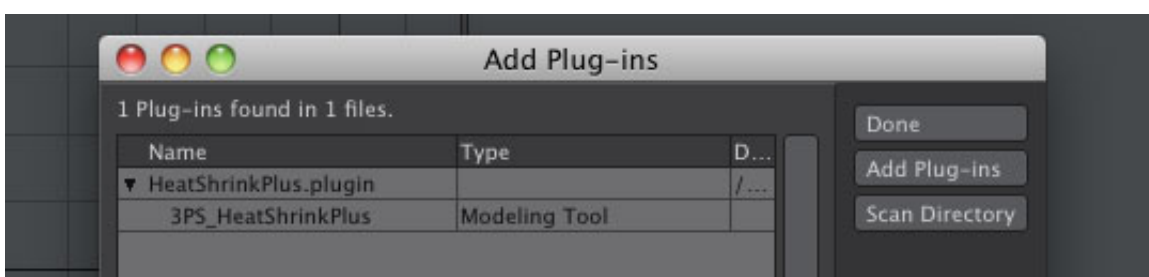 Add Plug-ins
1 Plug-ins found in 1 files.
Done
Name Type D...
Add Plug-ins
▼ HeatShrinkPlus.plugin /...
3PS_HeatShrinkPlus Modeling Tool
Scan Directory